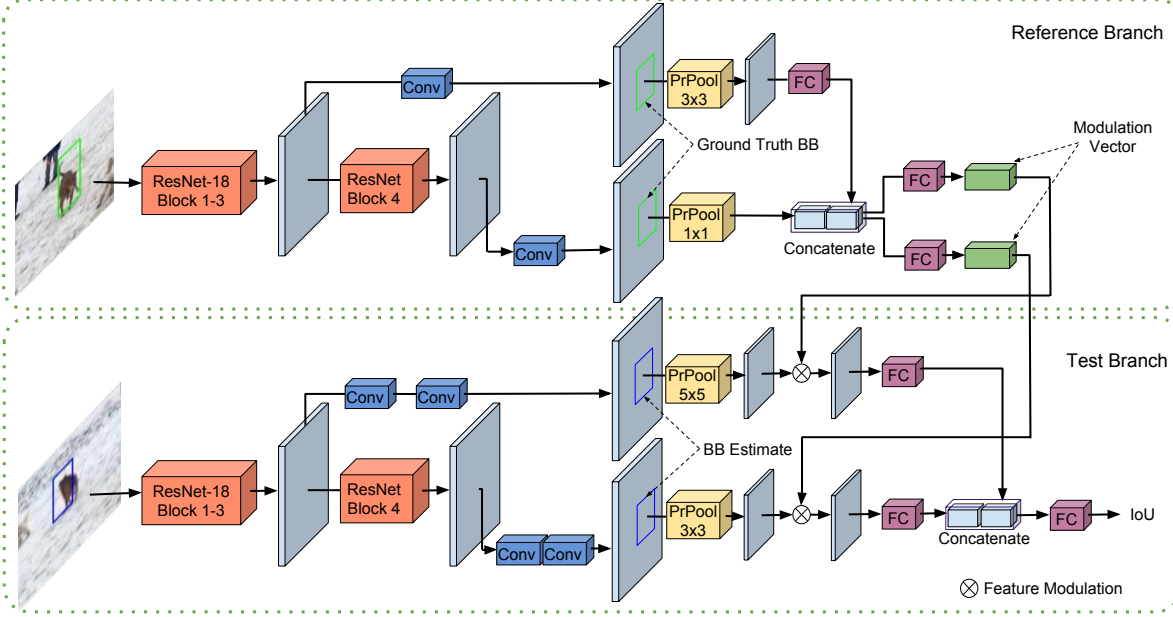 Reference Branch
Conv
PrPool
3x3
FC
Ground Truth BB
Modulation
Vector
ResNet-18
Block 1-3
ResNet
Block 4
FC
PrPool
1x1
Concatenate
Conv
FC
Test Branch
Conv
Conv
PrPool
5x5
FC
BB Estimate
ResNet-18
Block 1-3
ResNet
Block 4
PrPool
3x3
FC
Concatenate
FC
IoU
Conv
Conv
Feature Modulation